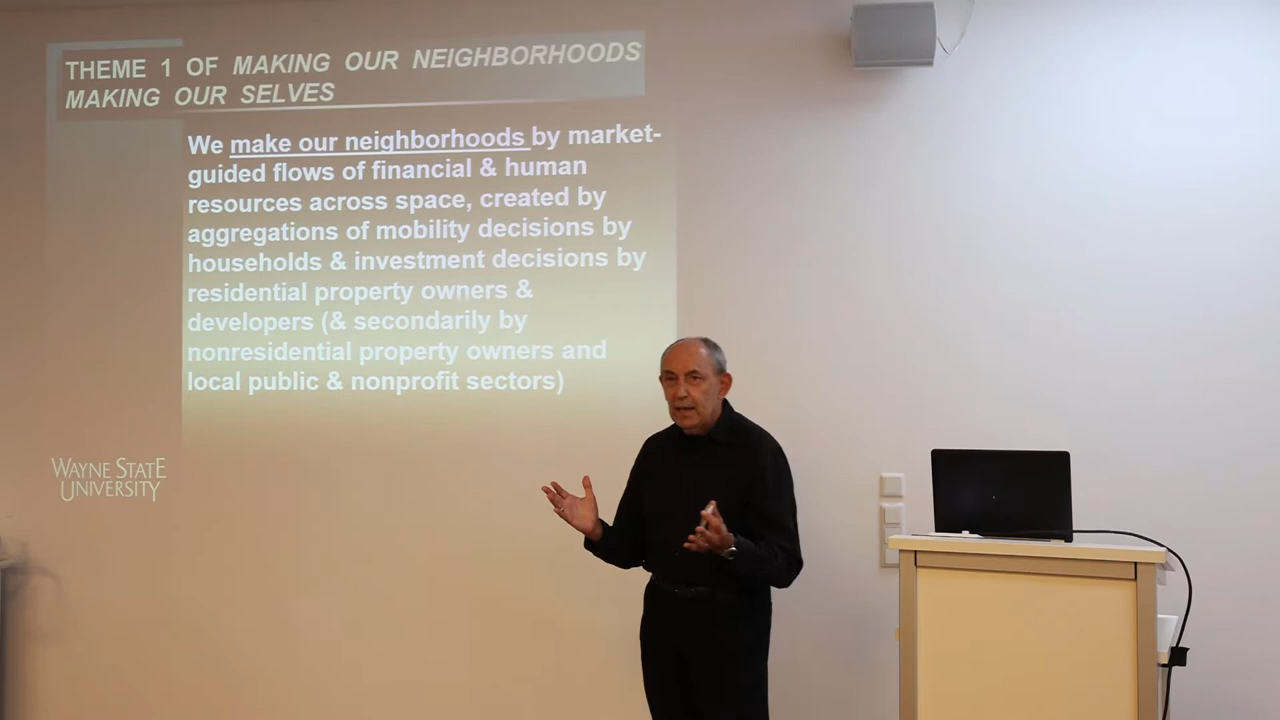 THEME 1 OF MAKING OUR NEIGHBORHOODS
MAKING OUR SELVES
We make our neighborhoods by market-
guided flows of financial & human
resources across space, created by
aggregations of mobility decisions by
households & investment decisions by
residential property owners &
developers (& secondarily by
nonresidential property owners and
local public & nonprofit sectors)
WAYNE STATE
UNIVERSITY